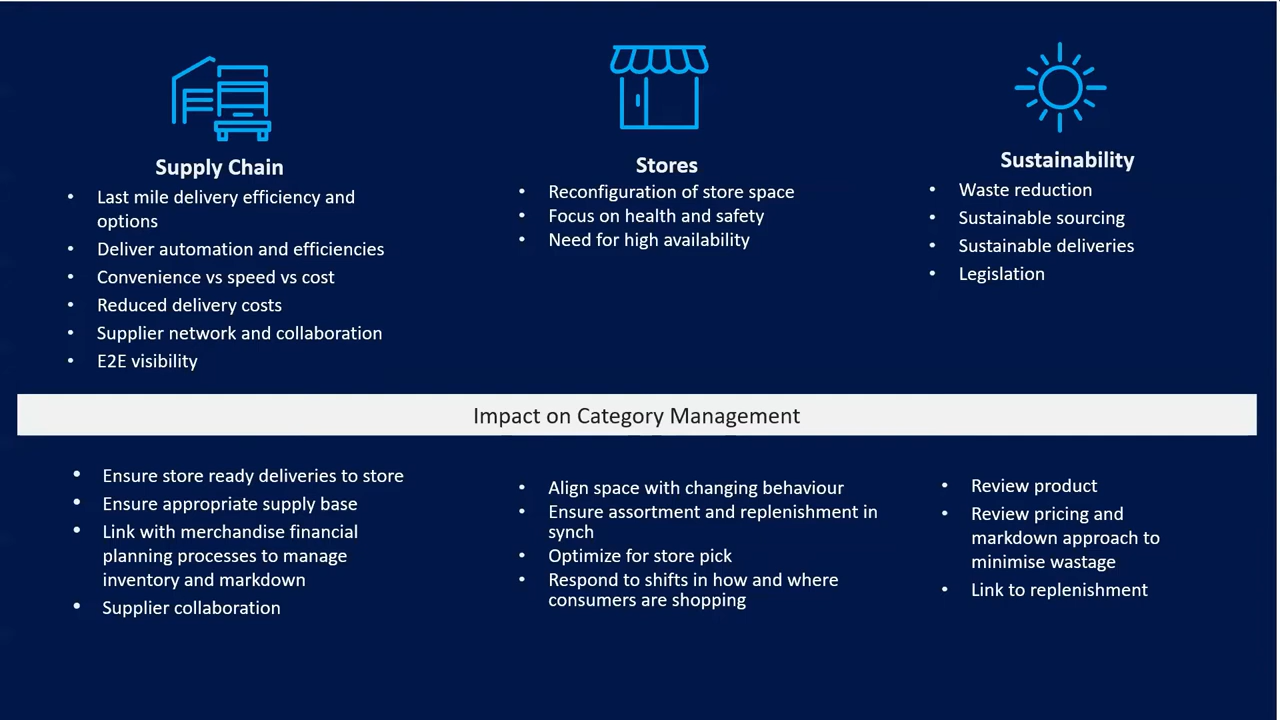 Supply Chain
• Last mile delivery efficiency and
options
• Deliver automation and efficiencies
• Convenience vs speed vs cost
• Reduced delivery costs
• Supplier network and collaboration
• E2E visibility
Stores
• Reconfiguration of store space
• Focus on health and safety
• Need for high availability
Sustainability
• Waste reduction
• Sustainable sourcing
• Sustainable deliveries
• Legislation
Impact on Category Management
• Ensure store ready deliveries to store
• Ensure appropriate supply base
• Link with merchandise financial
planning processes to manage
inventory and markdown
• Supplier collaboration
• Align space with changing behaviour
• Ensure assortment and replenishment in
synch
• Optimize for store pick
• Respond to shifts in how and where
consumers are shopping
• Review product
• Review pricing and
markdown approach to
minimise wastage
• Link to replenishment